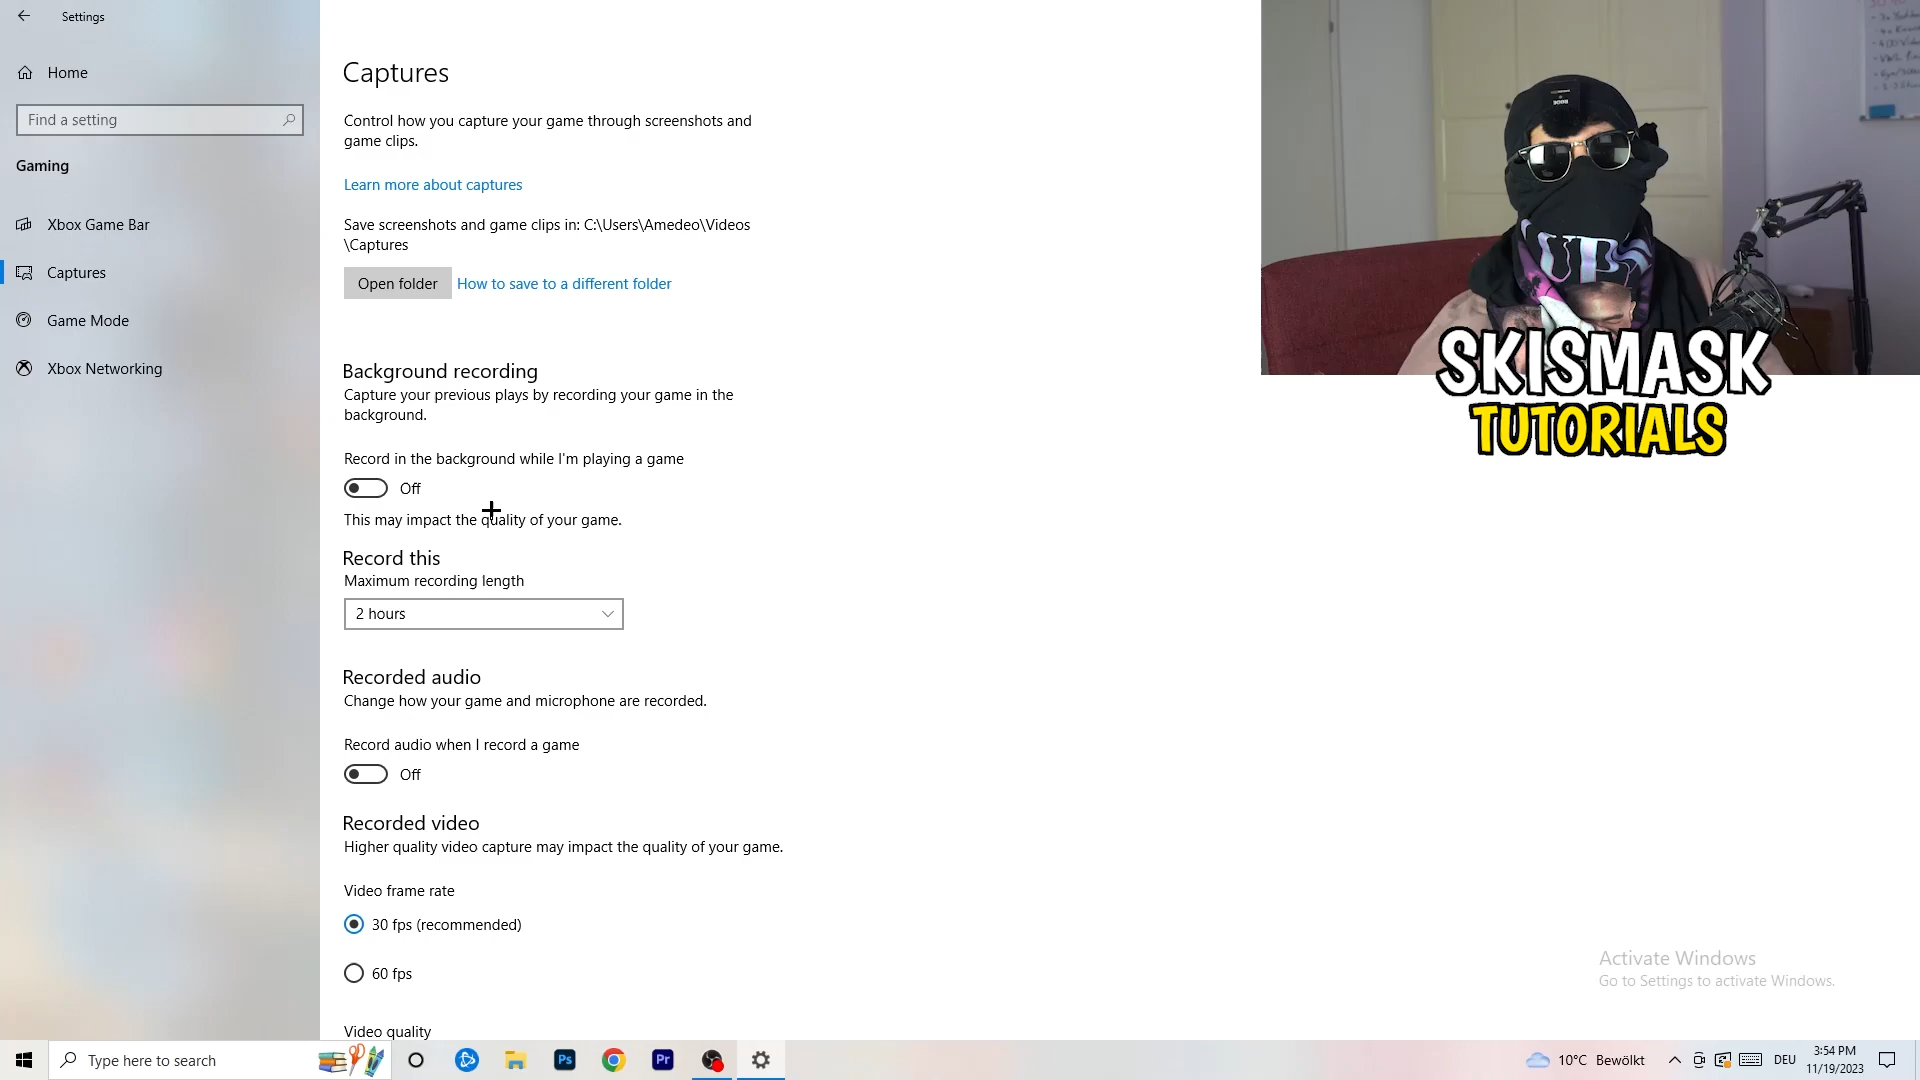 Settings
Home
Find a setting
Gaming
Xbox Game Bar
Captures
Game Mode
Xbox Networking
Captures
Control how you capture your game through screenshots and
game clips.
Learn more about captures
Save screenshots and game clips in: C:\Users\Amedeo\Videos
\Captures
Open folder
How to save to a different folder
Background recording
Capture your previous plays by recording your game in the
background.
Record in the background while I'm playing a game
Off
This may impact the quality of your game.
Record this
Maximum recording length
2 hours
Recorded audio
Change how your game and microphone are recorded.
Record audio when I record a game
Off
Recorded video
Higher quality video capture may impact the quality of your game.
Video frame rate
30 fps (recommended)
60 fps
Video quality
SKISMASK
TUTORIALS
Activate Windows
Go to Settings to activate Windows.
Type here to search
Ps
Pr
10°C Bewölkt
DEU
3:54 PM
11/19/2023